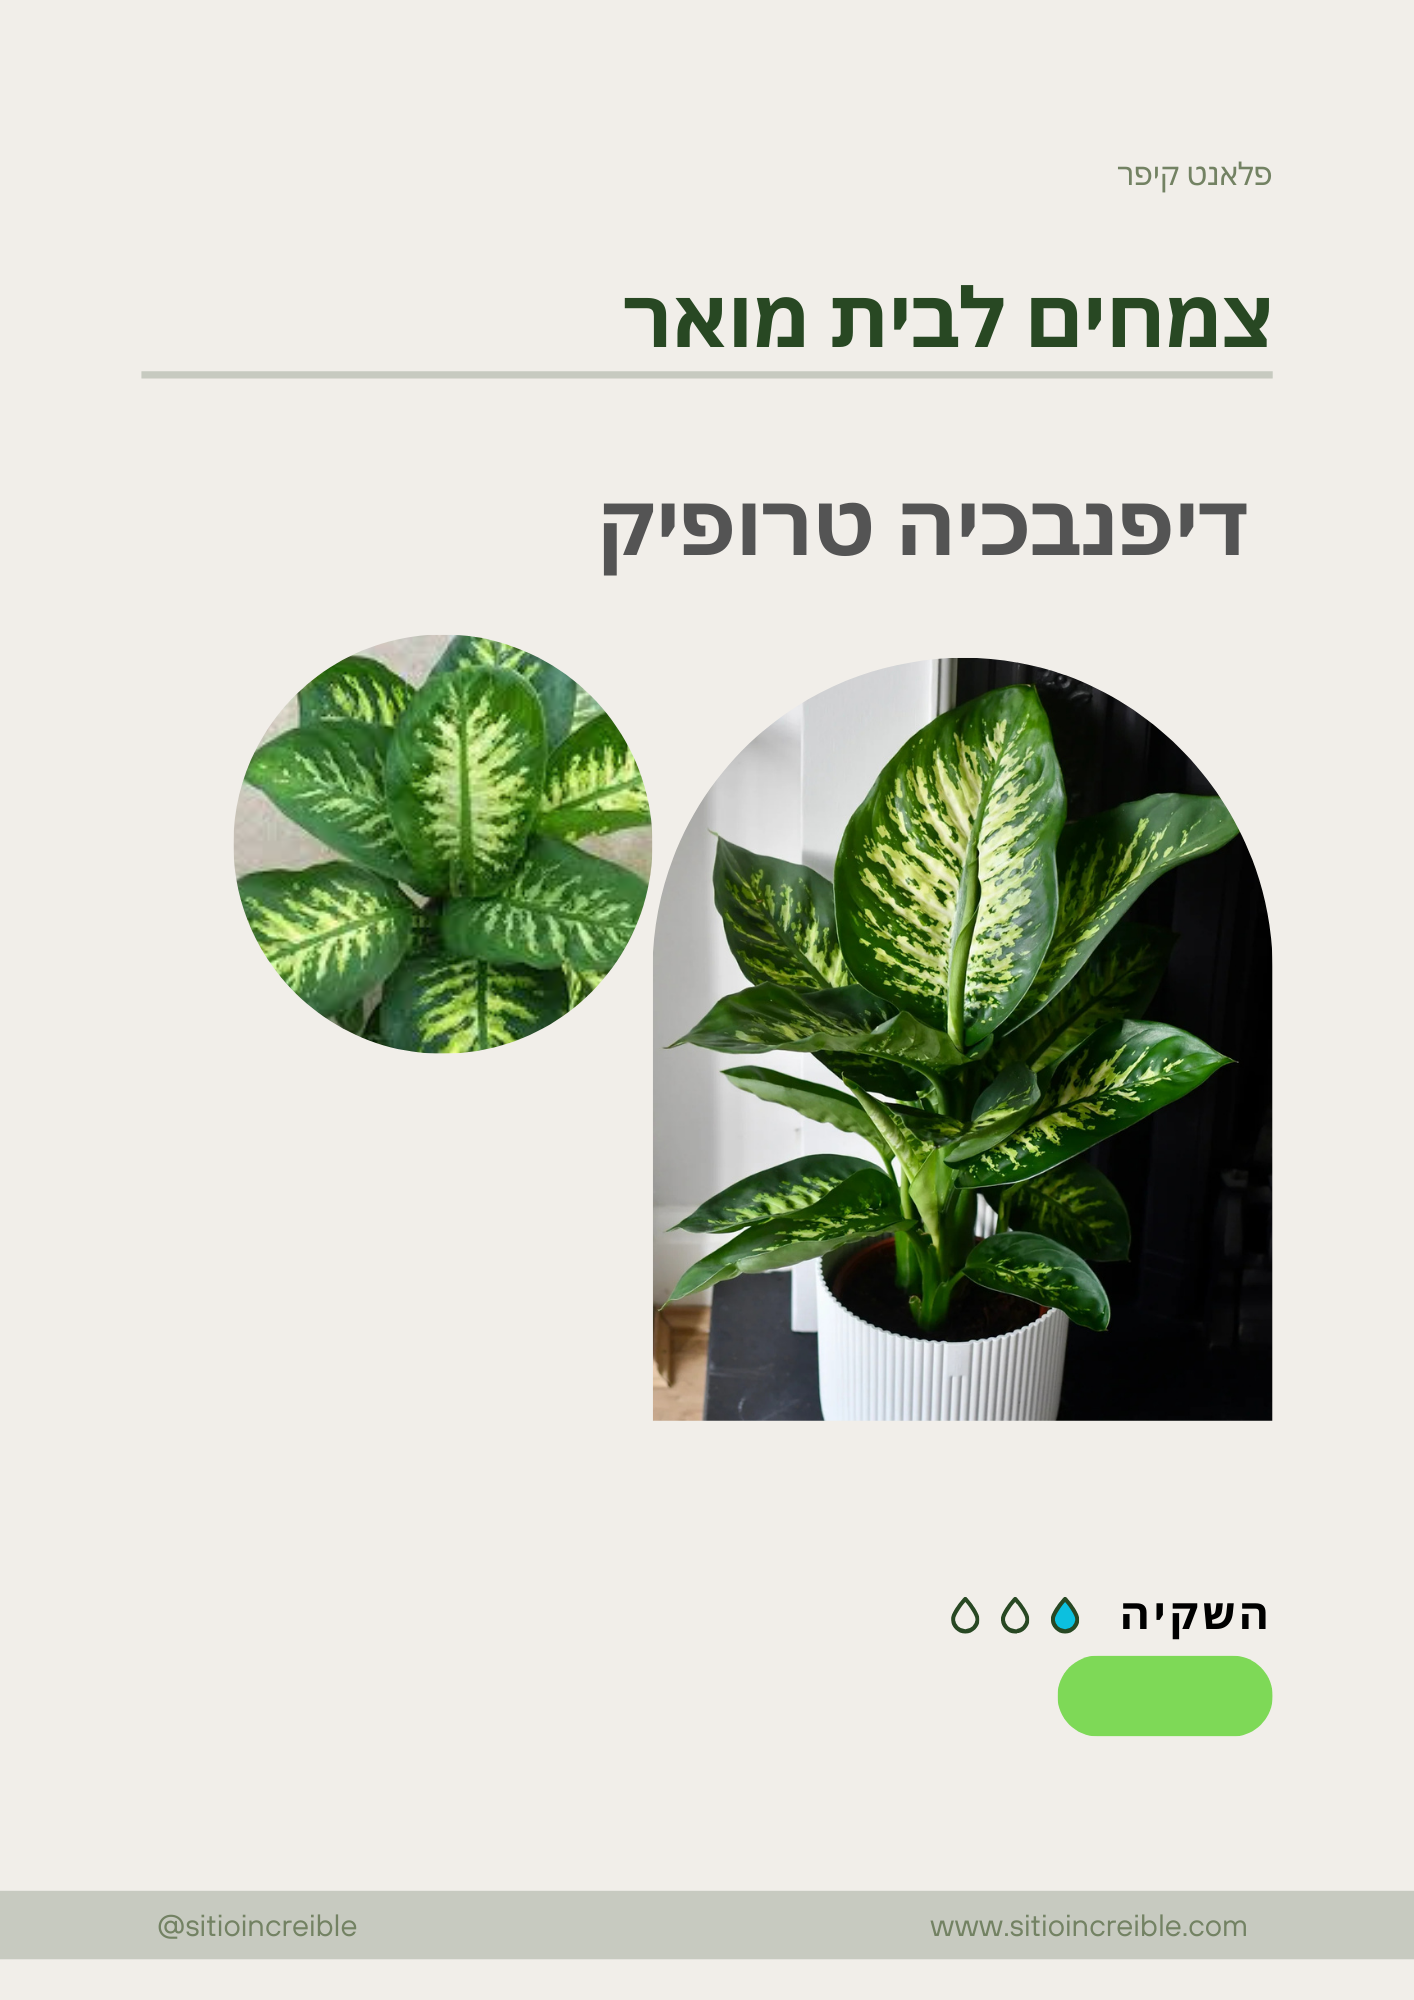 פלאנט קיפר
צמחים לבית מואר
דיפנבכיה טרופיק
השקיה
@sitioincreible
www.sitioincreible.com